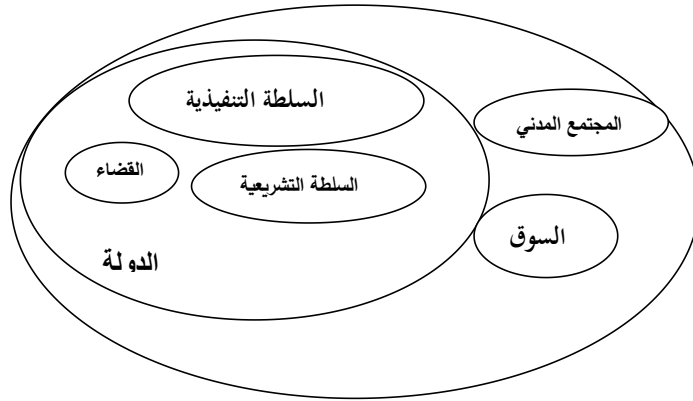 السلطة التنفيذية
المجتمع المدني
القضاء
السلطة التشريعية
السوق
الدولة